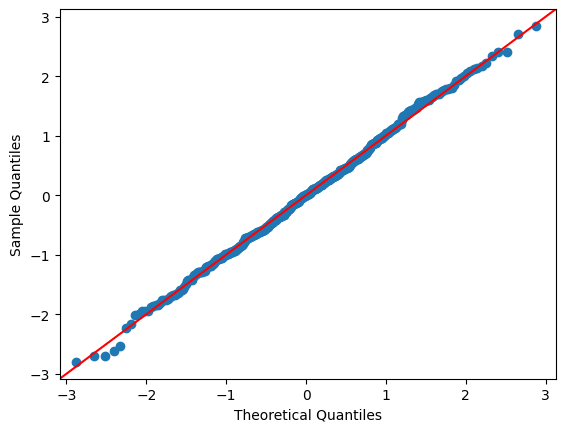 3
2
1
0
−1
−2
−3
Sample Quantiles
−3 −2 −1 0 1 2 3
Theoretical Quantiles